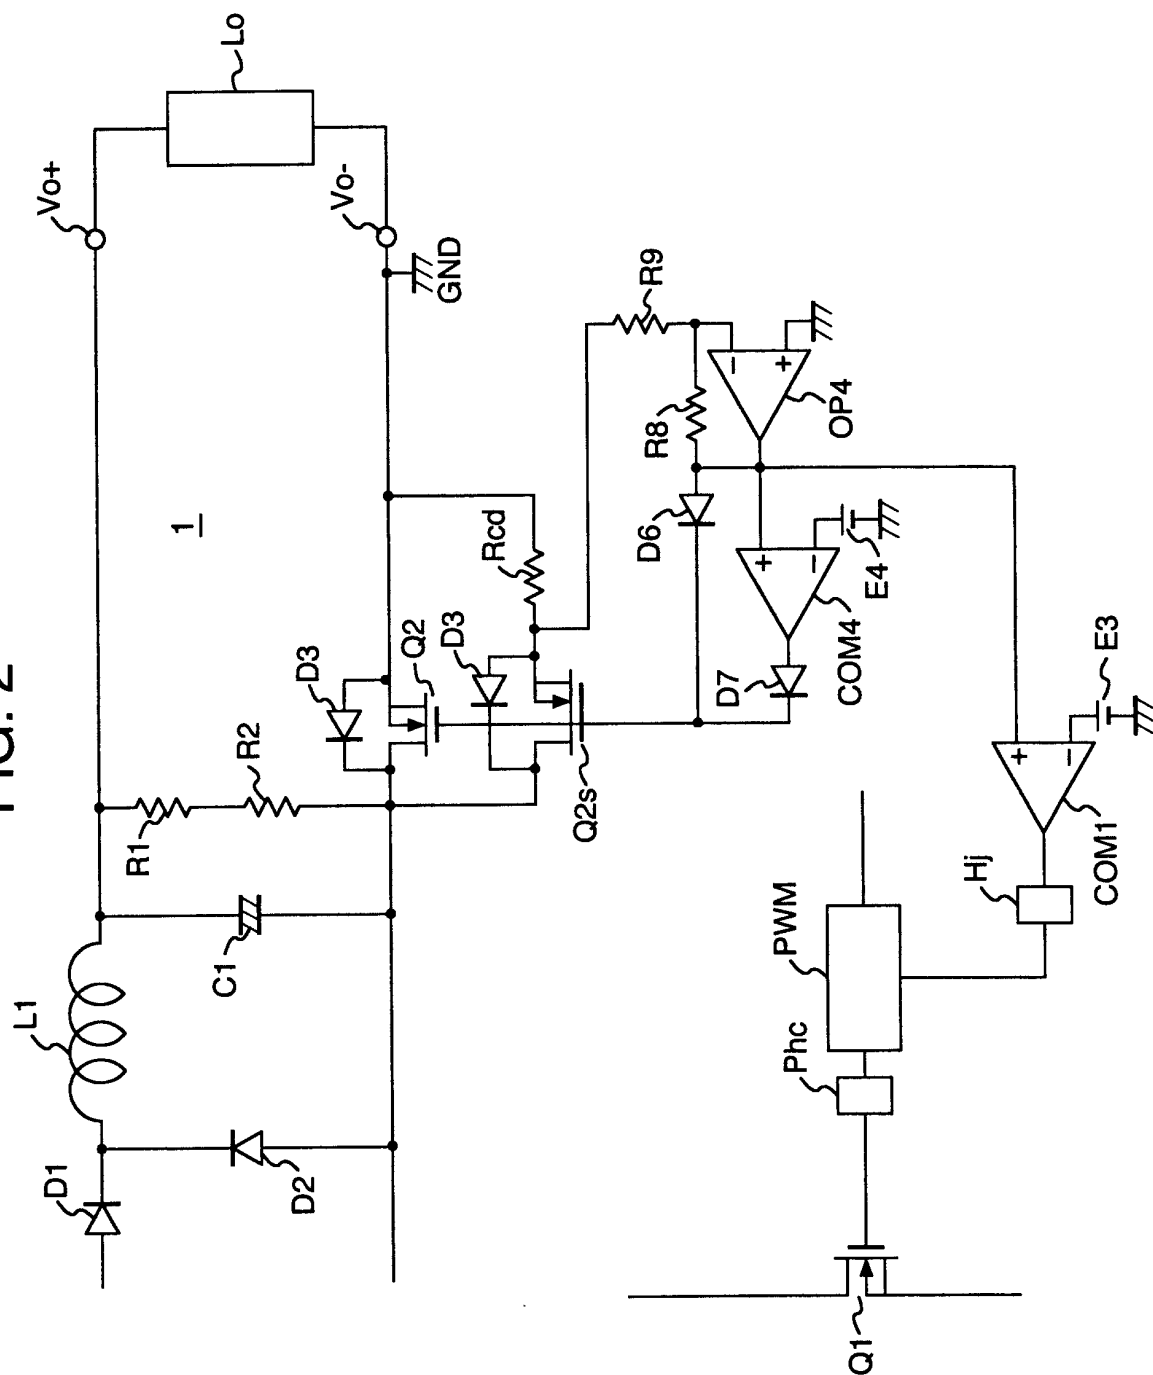 FIG. 2
1
D1
L1
Vo+
Lo
D2
C1
R1
R2
D3
Q2
Vo-
GND
D3
Rcd
Q2s
R9
R8
D6
OP4
+
−
D7
COM4
+
−
E4
Q1
Phc
PWM
Hj
COM1
+
−
E3